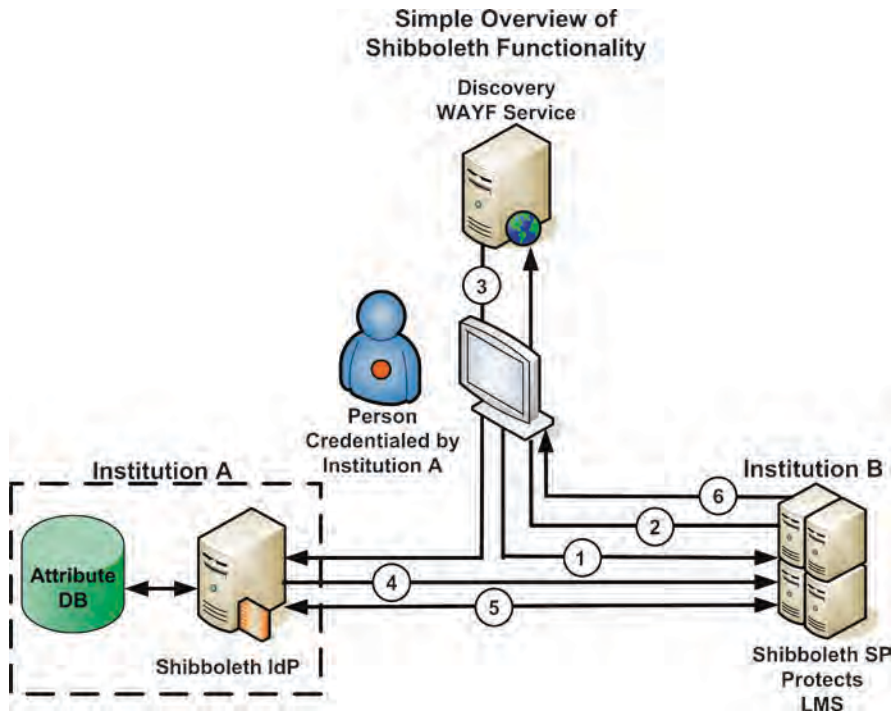 Simple Overview of
Shibboleth Functionality
Discovery
WAYF Service
3
Person
Credentialed by
Institution A
Institution A
Institution B
6
2
1
Attribute
DB
4
5
Shibboleth IdP
Shibboleth SP
Protects
LMS